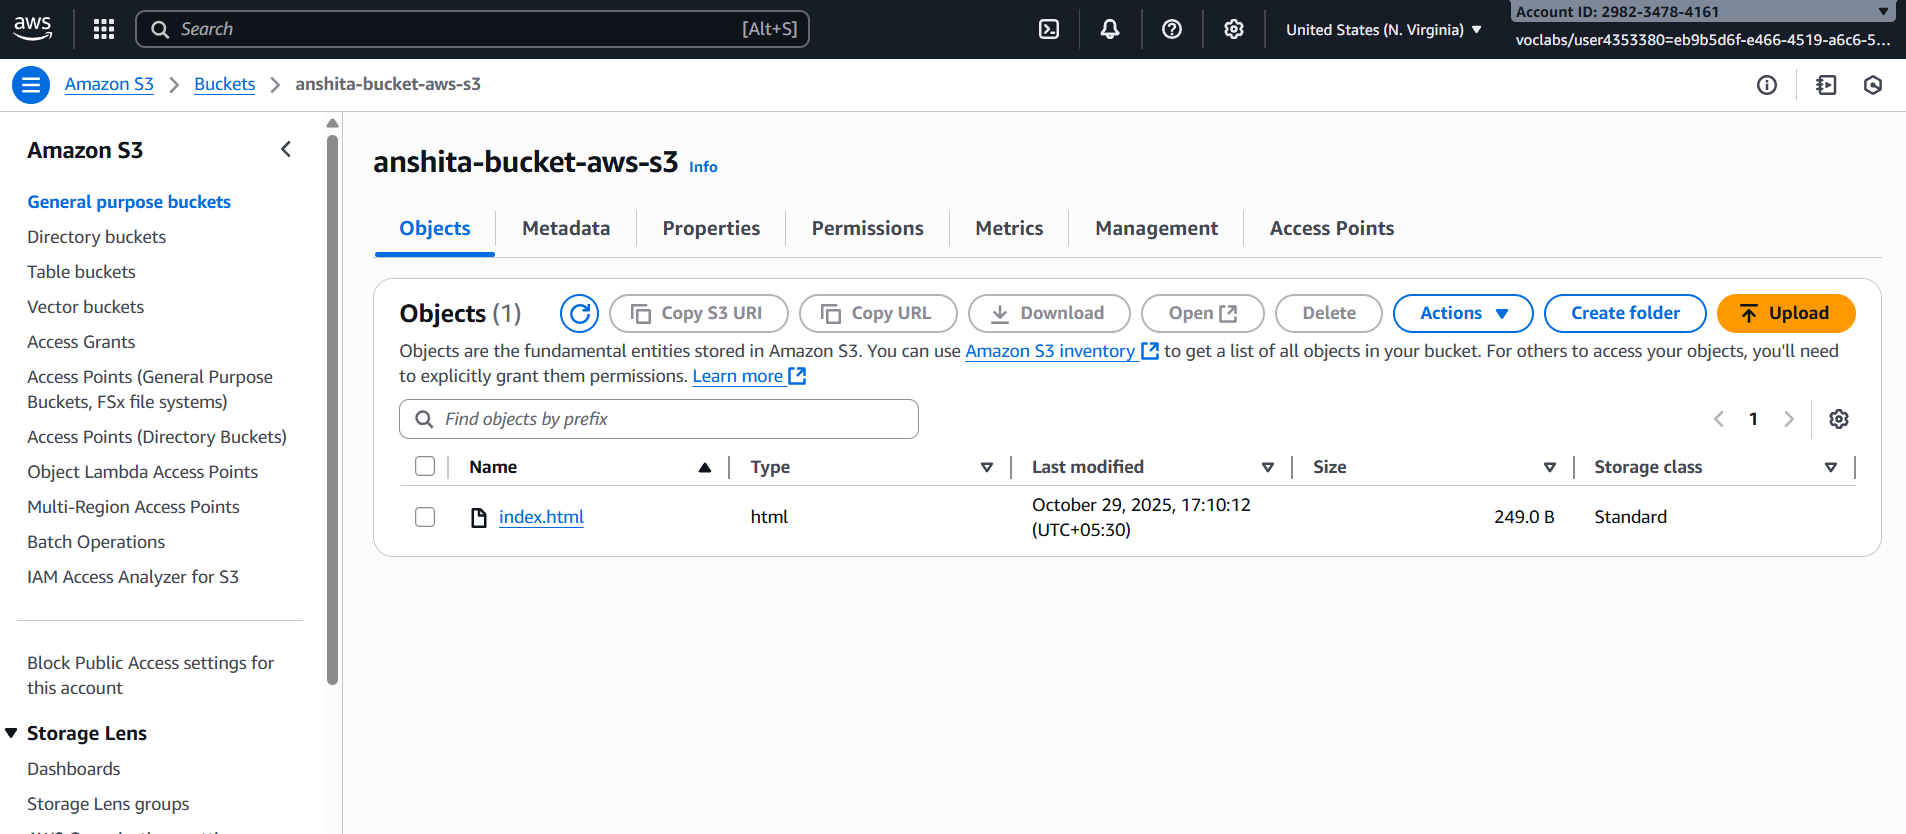 aws
Search
[Alt+S]
United States (N. Virginia)
Account ID: 2982-3478-4161
voclabs/user4353380=eb9b5d6f-e466-4519-a6c6-5...
Amazon S3
Buckets
anshita-bucket-aws-s3
Amazon S3
General purpose buckets
Directory buckets
Table buckets
Vector buckets
Access Grants
Access Points (General Purpose
Buckets, FSx file systems)
Access Points (Directory Buckets)
Object Lambda Access Points
Multi-Region Access Points
Batch Operations
IAM Access Analyzer for S3
Block Public Access settings for
this account
Storage Lens
Dashboards
Storage Lens groups
anshita-bucket-aws-s3 Info
Objects
Metadata
Properties
Permissions
Metrics
Management
Access Points
Objects (1)
Copy S3 URI
Copy URL
Download
Open
Delete
Actions
Create folder
Upload
Objects are the fundamental entities stored in Amazon S3. You can use Amazon S3 inventory to get a list of all objects in your bucket. For others to access your objects, you'll need
to explicitly grant them permissions. Learn more
Find objects by prefix
1
Name
Type
Last modified
Size
Storage class
index.html
html
October 29, 2025, 17:10:12
(UTC+05:30)
249.0 B
Standard